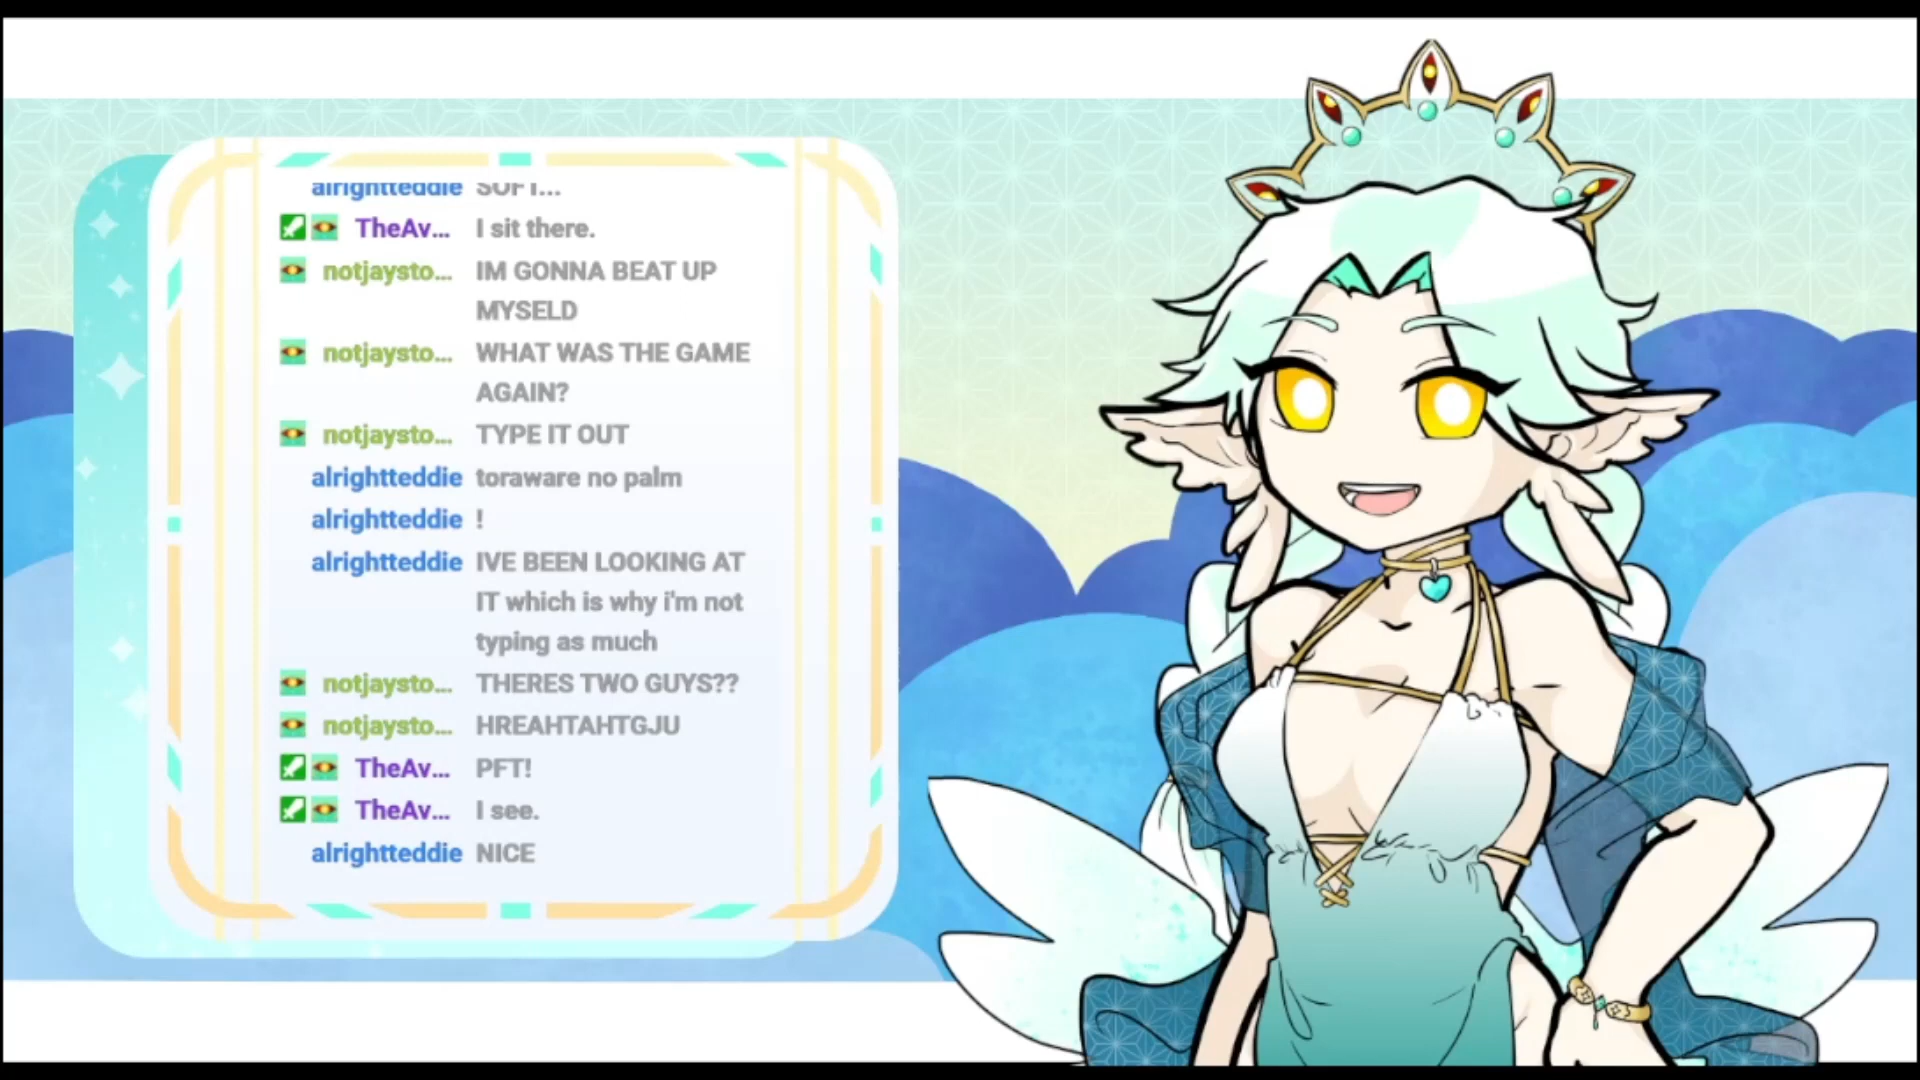 alrightteddie SOFT...
TheAv... I sit there.
notjaysto... IM GONNA BEAT UP
MYSELD
notjaysto... WHAT WAS THE GAME
AGAIN?
notjaysto... TYPE IT OUT
alrightteddie toraware no palm
alrightteddie !
alrightteddie IVE BEEN LOOKING AT
IT which is why i'm not
typing as much
notjaysto... THERES TWO GUYS??
notjaysto... HREAHTAHTGJU
TheAv... PFT!
TheAv... I see.
alrightteddie NICE